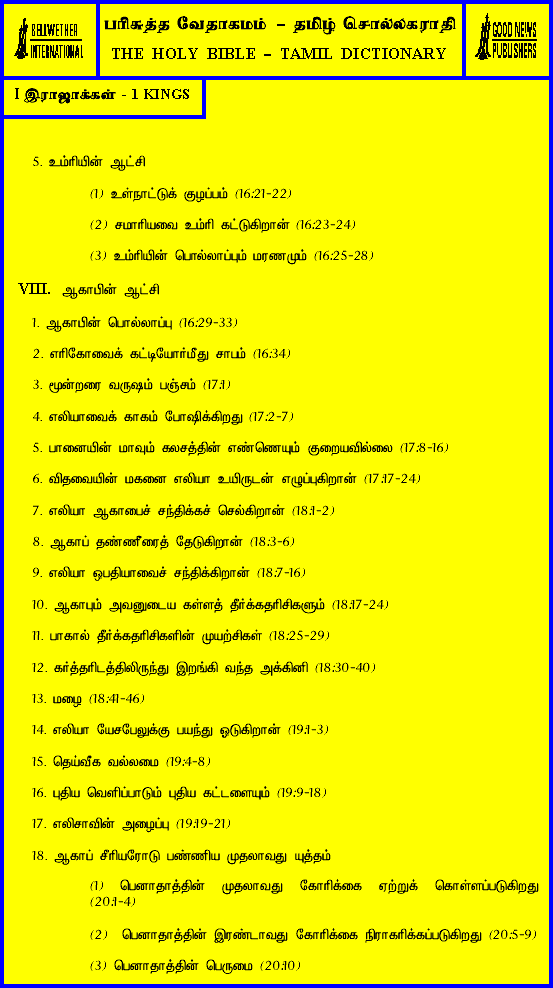 BELLWETHER
INTERNATIONAL
பரிசுத்த வேதாகமம் – தமிழ் சொல்லகராதி
THE HOLY BIBLE – TAMIL DICTIONARY
GOOD NEWS
PUBLISHERS
I இராஜாக்கள் - 1 KINGS
5. உம்ரியின் ஆட்சி
(1) உள்நாட்டுக் குழப்பம் (16:21-22)
(2) சமாரியவை உம்ரி கட்டுகிறான் (16:23-24)
(3) உம்ரியின் பொல்லாப்பும் மரணமும் (16:25-28)
VIII. ஆகாபின் ஆட்சி
1. ஆகாபின் பொல்லாப்பு (16:29-33)
2. எரிகோவைக் கட்டியோர்மீது சாபம் (16:34)
3. மூன்றரை வருஷம் பஞ்சம் (17:1)
4. எலியாவைக் காகம் போஷிக்கிறது (17:2-7)
5. பானையின் மாவும் கலசத்தின் எண்ணெயும் குறையவில்லை (17:8-16)
6. விதவையின் மகனை எலியா உயிருடன் எழுப்புகிறான் (17:17-24)
7. எலியா ஆகாபைச் சந்திக்கச் செல்கிறான் (18:1-2)
8. ஆகாப் தண்ணீரைத் தேடுகிறான் (18:3-6)
9. எலியா ஒபதியாவைச் சந்திக்கிறான் (18:7-16)
10. ஆகாபும் அவனுடைய கள்ளத் தீர்க்கதரிசிகளும் (18:17-24)
11. பாகால் தீர்க்கதரிசிகளின் முயற்சிகள் (18:25-29)
12. கர்த்தரிடத்திலிருந்து இறங்கி வந்த அக்கினி (18:30-40)
13. மழை (18:41-46)
14. எலியா யேசபேலுக்கு பயந்து ஓடுகிறான் (19:1-3)
15. தெய்வீக வல்லமை (19:4-8)
16. புதிய வெளிப்பாடும் புதிய கட்டளையும் (19:9-18)
17. எலிசாவின் அழைப்பு (19:19-21)
18. ஆகாப் சீரியரோடு பண்ணிய முதலாவது யுத்தம்
(1) பெனாதாத்தின் முதலாவது கோரிக்கை ஏற்றுக் கொள்ளப்படுகிறது
(20:1-4)
(2) பெனாதாத்தின் இரண்டாவது கோரிக்கை நிராகரிக்கப்படுகிறது (20:5-9)
(3) பெனாதாத்தின் பெருமை (20:10)